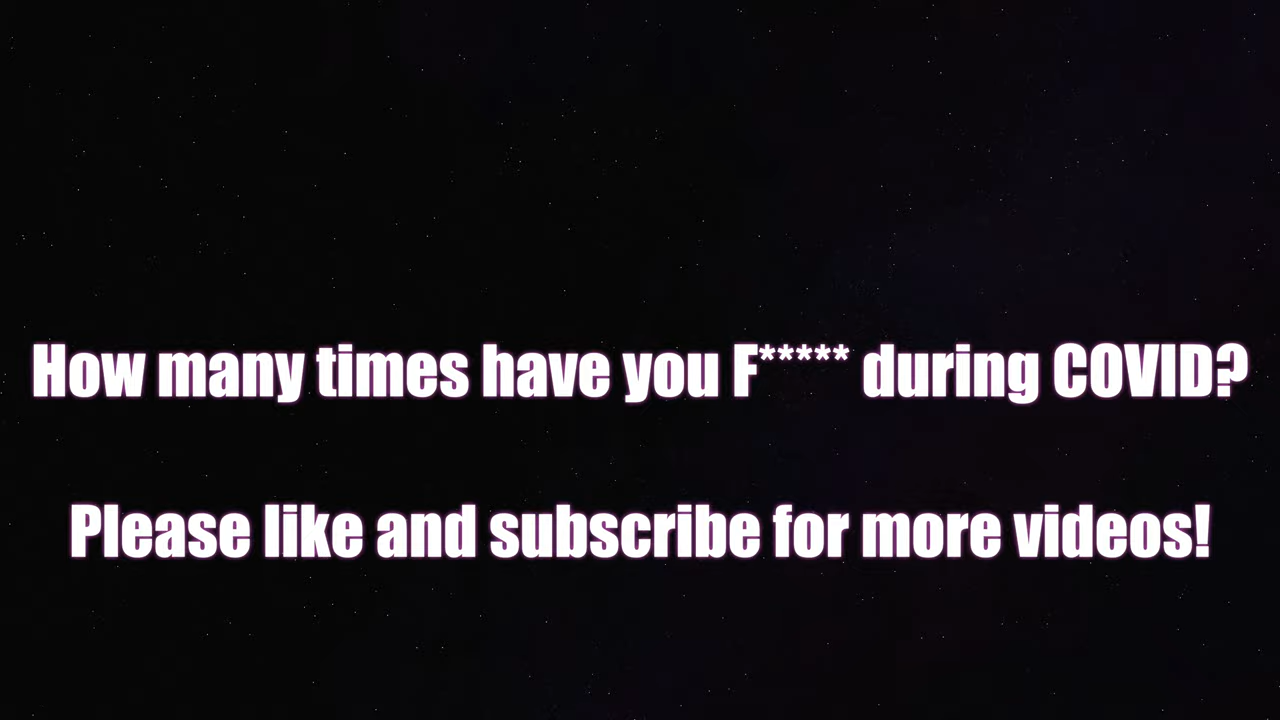 How many times have you F***** during COVID?
Please like and subscribe for more videos!